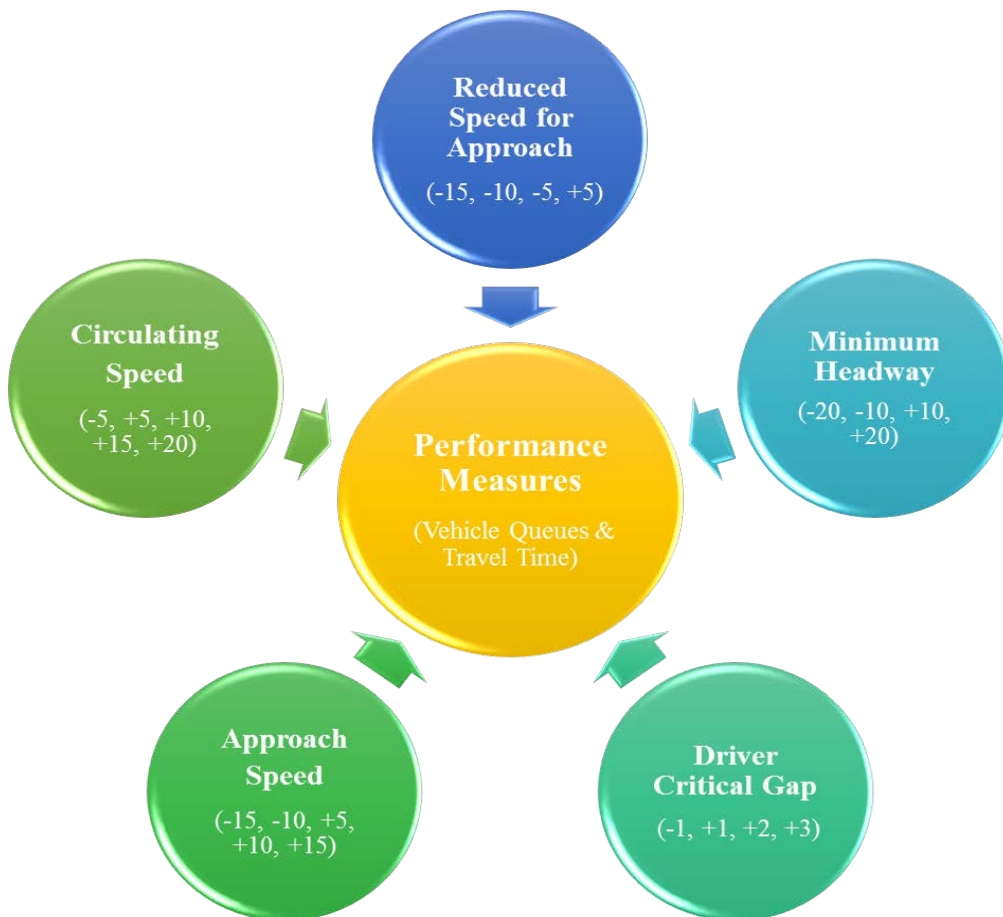 Reduced
Speed for
Approach
(-15, -10, -5, +5)
Circulating
Speed
(-5, +5, +10,
+15, +20)
Minimum
Headway
(-20, -10, +10,
+20)
Performance
Measures
(Vehicle Queues &
Travel Time)
Approach
Speed
(-15, -10, +5,
+10, +15)
Driver
Critical Gap
(-1, +1, +2, +3)